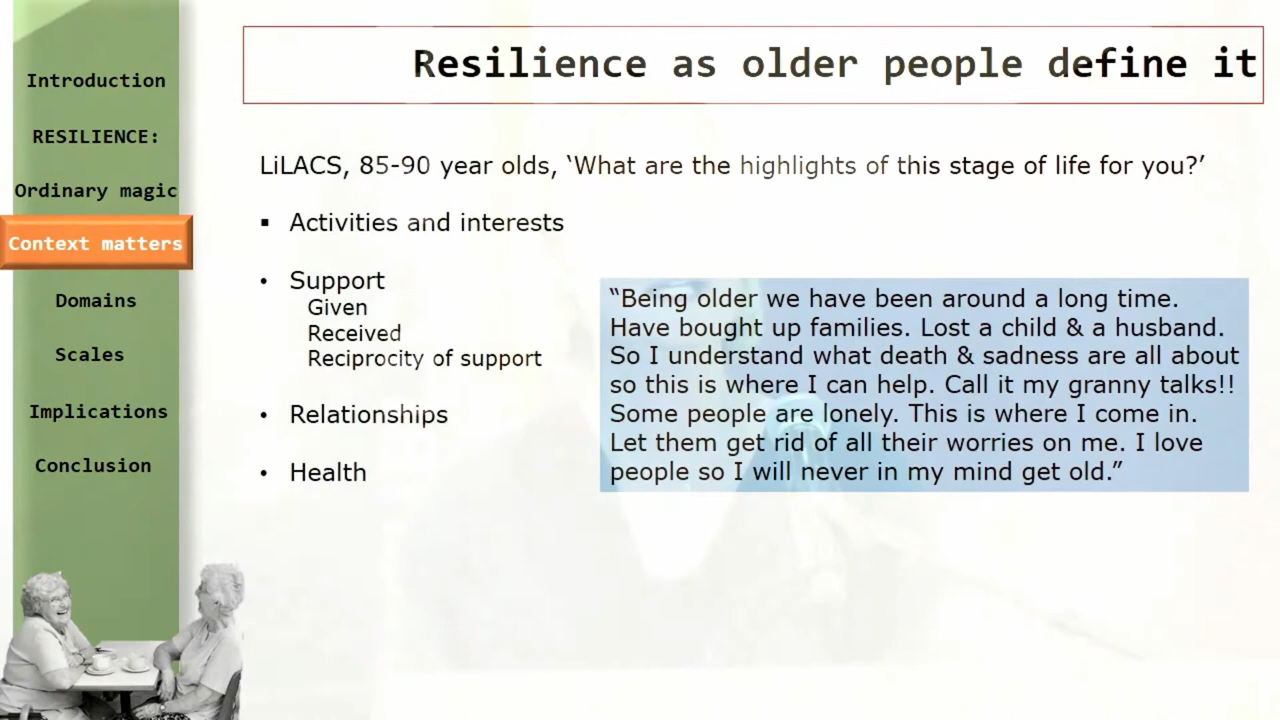 Introduction
RESILIENCE:
Ordinary magic
Context matters
Domains
Scales
Implications
Conclusion
Resilience as older people define it
LiLACS, 85-90 year olds, ‘What are the highlights of this stage of life for you?’
▪ Activities and interests
• Support
Given
Received
Reciprocity of support
• Relationships
• Health
“Being older we have been around a long time.
Have bought up families. Lost a child & a husband.
So I understand what death & sadness are all about
so this is where I can help. Call it my granny talks!!
Some people are lonely. This is where I come in.
Let them get rid of all their worries on me. I love
people so I will never in my mind get old.”